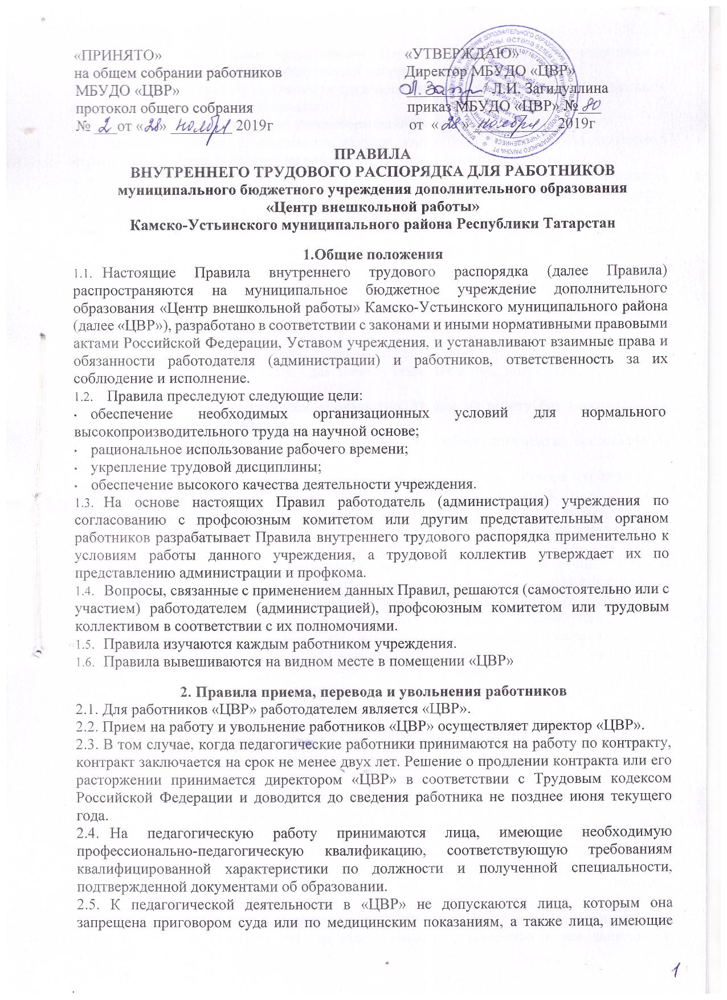 «ПРИНЯТО»
на общем собрании работников
МБУДО «ЦВР»
протокол общего собрания
№ 2 от «28» ноября 2019г
«УТВЕРЖДАЮ»
Директор МБУДО «ЦВР»
Л.И. Загидуллина
приказ МБУДО «ЦВР» № 80
от «28» ноября 2019г
ПРАВИЛА
ВНУТРЕННЕГО ТРУДОВОГО РАСПОРЯДКА ДЛЯ РАБОТНИКОВ
муниципального бюджетного учреждения дополнительного образования
«Центр внешкольной работы»
Камско-Устьинского муниципального района Республики Татарстан
1.Общие положения
1.1. Настоящие Правила внутреннего трудового распорядка (далее Правила)
распространяются на муниципальное бюджетное учреждение дополнительного
образования «Центр внешкольной работы» Камско-Устьинского муниципального района
(далее «ЦВР»), разработано в соответствии с законами и иными нормативными правовыми
актами Российской Федерации, Уставом учреждения, и устанавливают взаимные права и
обязанности работодателя (администрации) и работников, ответственность за их
соблюдение и исполнение.
1.2. Правила преследуют следующие цели:
• обеспечение необходимых организационных условий для нормального
высокопроизводительного труда на научной основе;
• рациональное использование рабочего времени;
• укрепление трудовой дисциплины;
• обеспечение высокого качества деятельности учреждения.
1.3. На основе настоящих Правил работодатель (администрация) учреждения по
согласованию с профсоюзным комитетом или другим представительным органом
работников разрабатывает Правила внутреннего трудового распорядка применительно к
условиям работы данного учреждения, а трудовой коллектив утверждает их по
представлению администрации и профкома.
1.4. Вопросы, связанные с применением данных Правил, решаются (самостоятельно или с
участием) работодателем (администрацией), профсоюзным комитетом или трудовым
коллективом в соответствии с их полномочиями.
1.5. Правила изучаются каждым работником учреждения.
1.6. Правила вывешиваются на видном месте в помещении «ЦВР»
2. Правила приема, перевода и увольнения работников
2.1. Для работников «ЦВР» работодателем является «ЦВР».
2.2. Прием на работу и увольнение работников «ЦВР» осуществляет директор «ЦВР».
2.3. В том случае, когда педагогические работники принимаются на работу по контракту,
контракт заключается на срок не менее двух лет. Решение о продлении контракта или его
расторжении принимается директором «ЦВР» в соответствии с Трудовым кодексом
Российской Федерации и доводится до сведения работника не позднее июня текущего
года.
2.4. На педагогическую работу принимаются лица, имеющие необходимую
профессионально-педагогическую квалификацию, соответствующую требованиям
квалифицированной характеристики по должности и полученной специальности,
подтвержденной документами об образовании.
2.5. К педагогической деятельности в «ЦВР» не допускаются лица, которым она
запрещена приговором суда или по медицинским показаниям, а также лица, имеющие
1